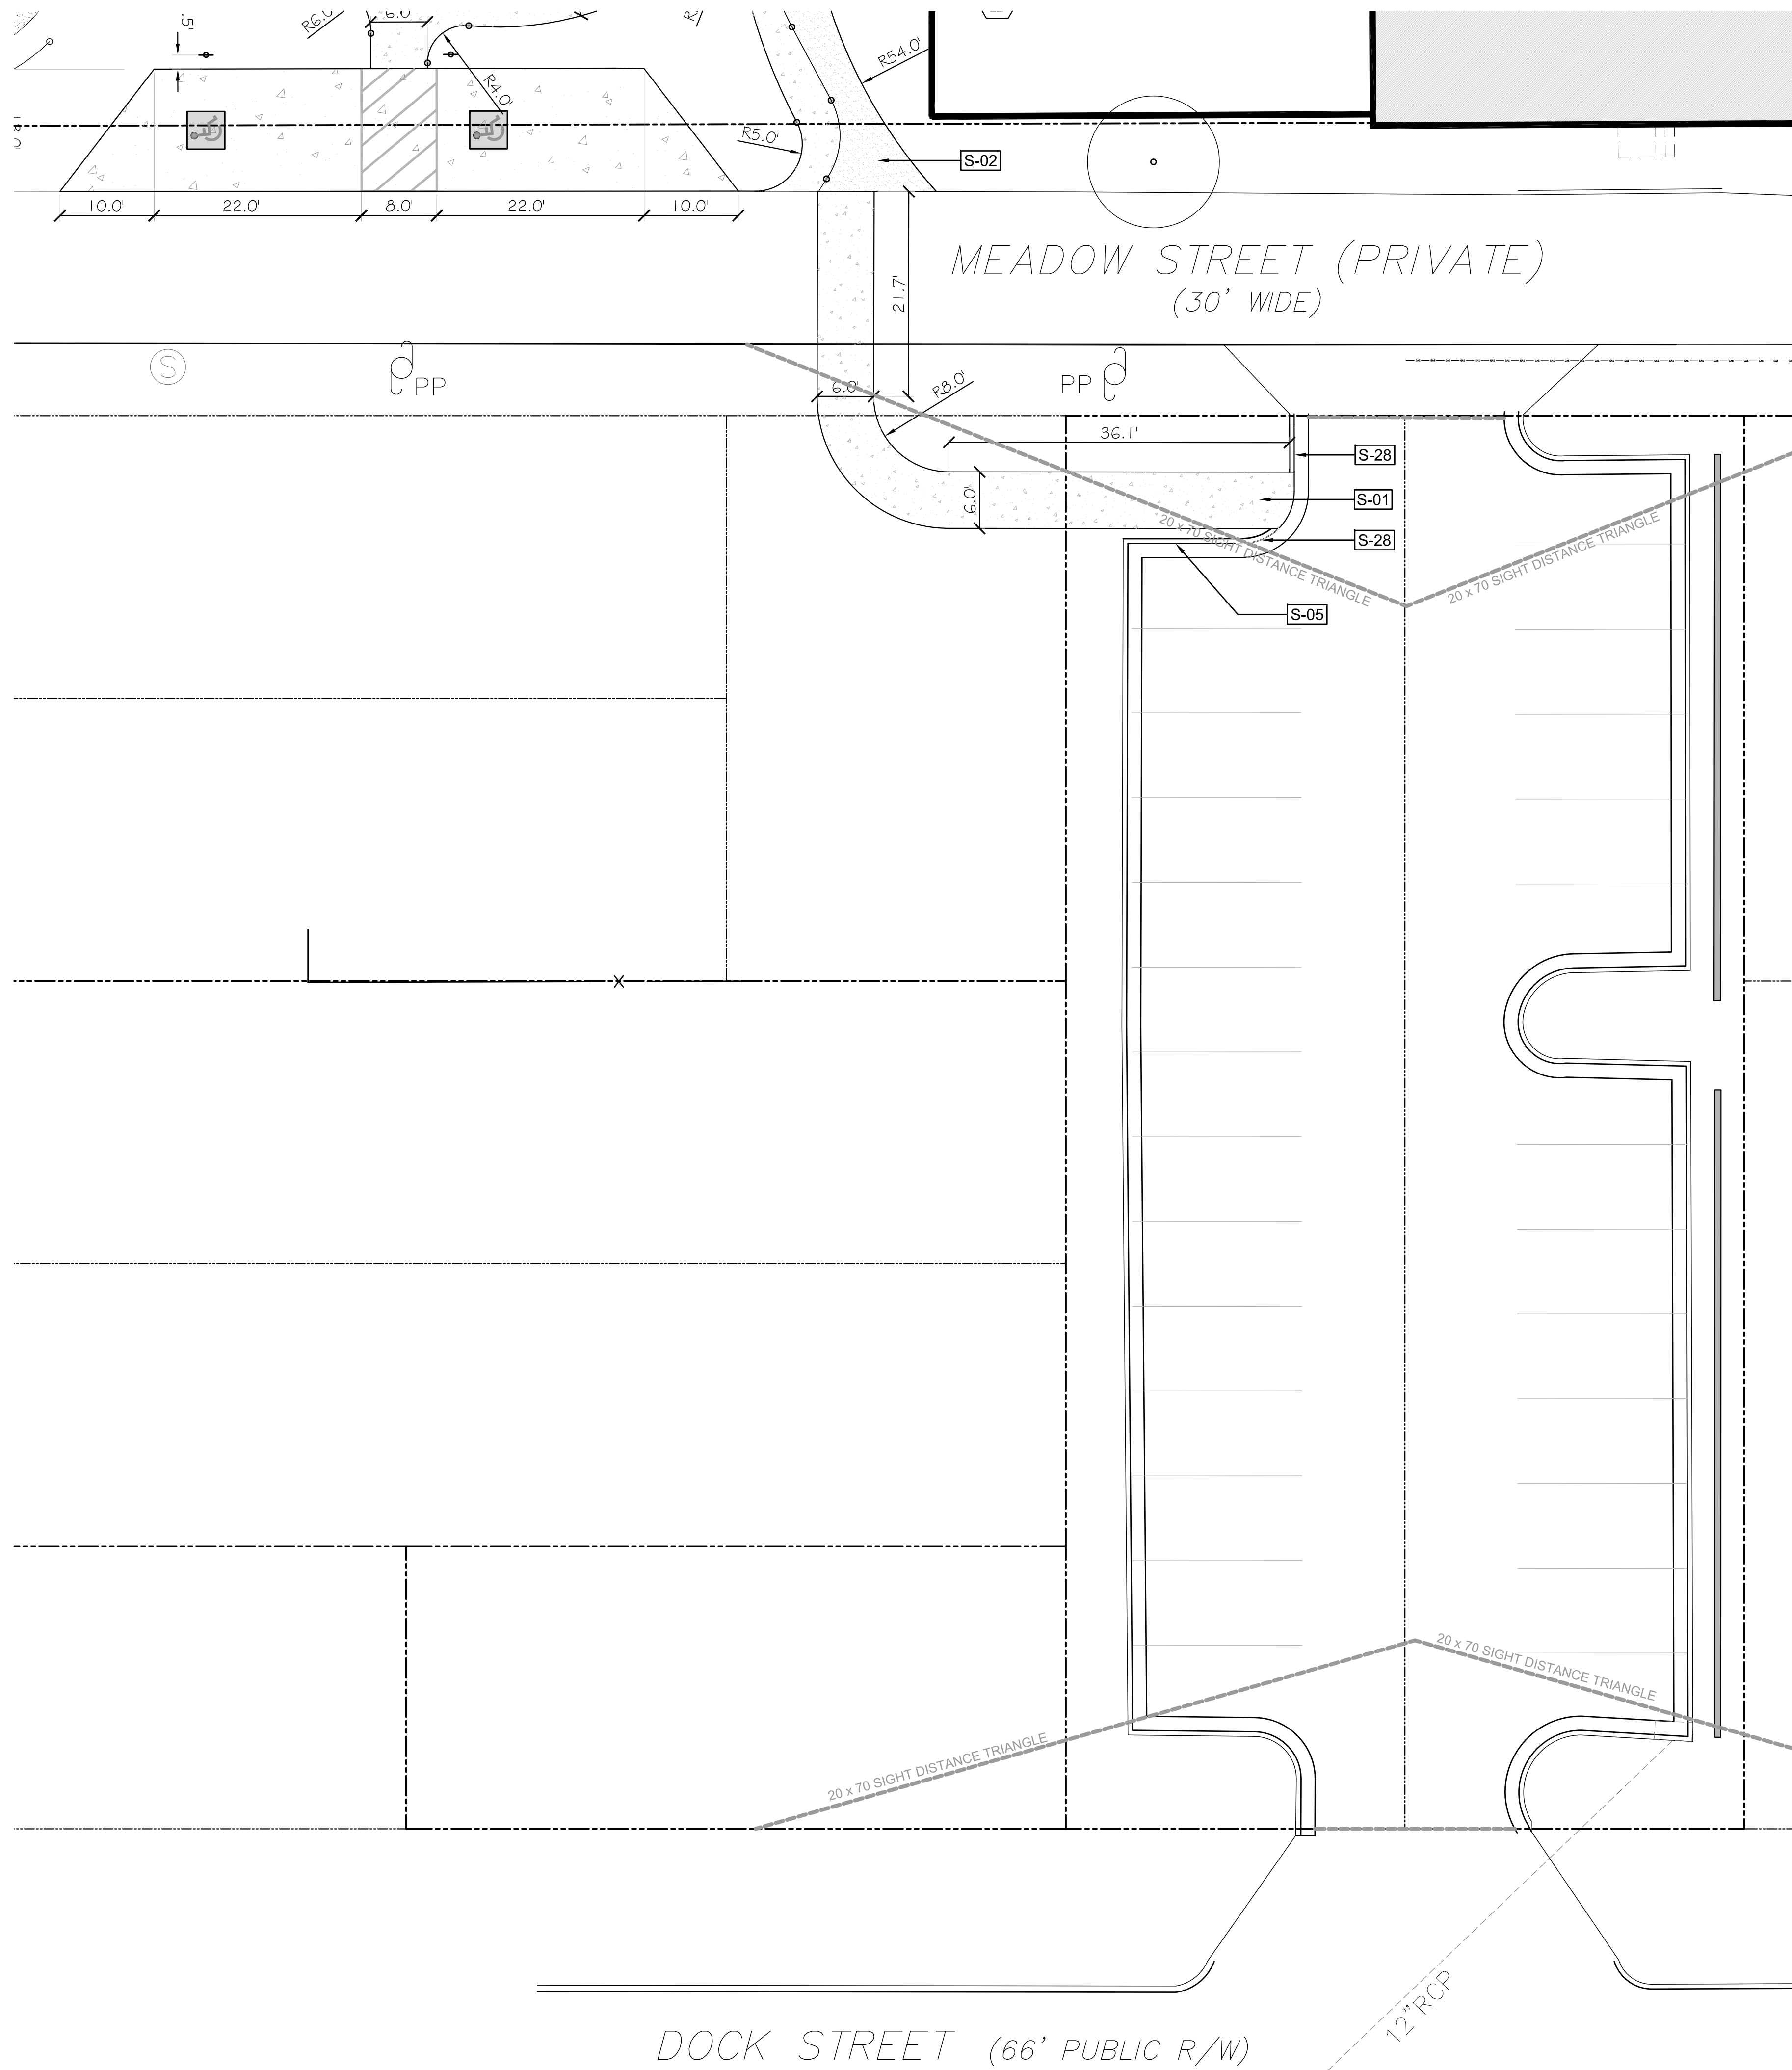 .5'
R6.0'
6.0'
R4.0'
R54.0'
R5.0'
S-02
10.0'
22.0'
8.0'
22.0'
10.0'
MEADOW STREET (PRIVATE)
(30' WIDE)
21.7'
S
PP
PP
6.0'
R8.0'
36.1'
S-28
6.0'
S-01
S-28
20 x 70 SIGHT DISTANCE TRIANGLE
20 x 70 SIGHT DISTANCE TRIANGLE
S-05
X
20 x 70 SIGHT DISTANCE TRIANGLE
20 x 70 SIGHT DISTANCE TRIANGLE
12" RCP
DOCK STREET (66' PUBLIC R/W)